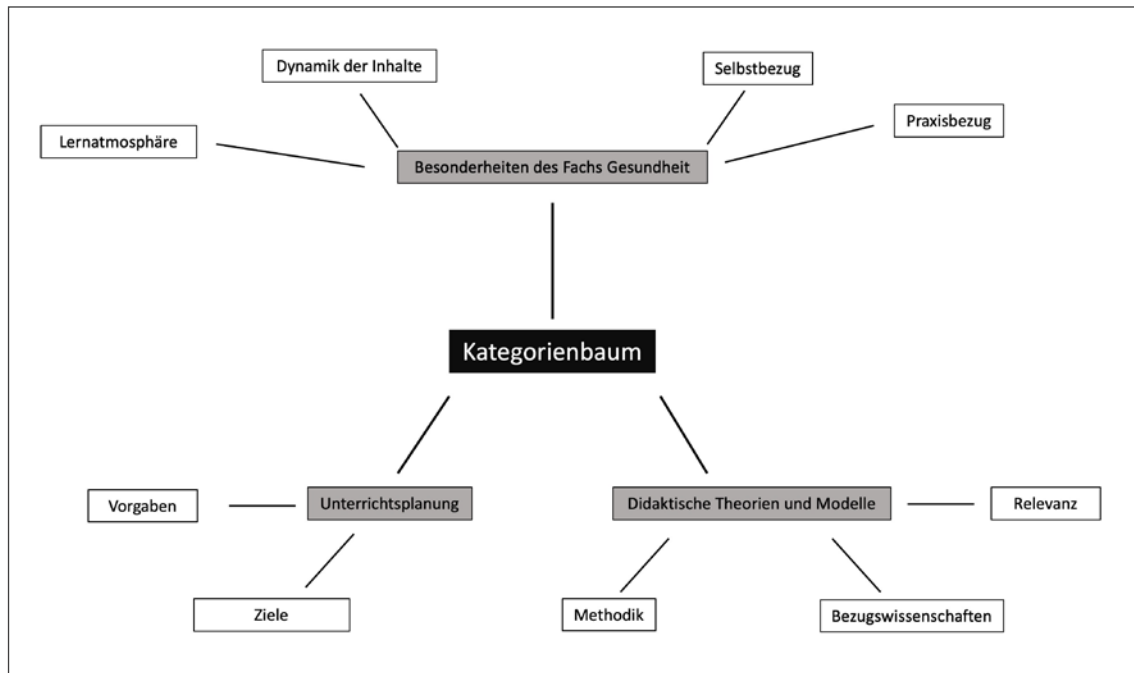 Dynamik der Inhalte
Selbstbezug
Lernatmosphäre
Praxisbezug
Besonderheiten des Fachs Gesundheit
Kategorienbaum
Vorgaben
Unterrichtsplanung
Didaktische Theorien und Modelle
Relevanz
Ziele
Methodik
Bezugswissenschaften